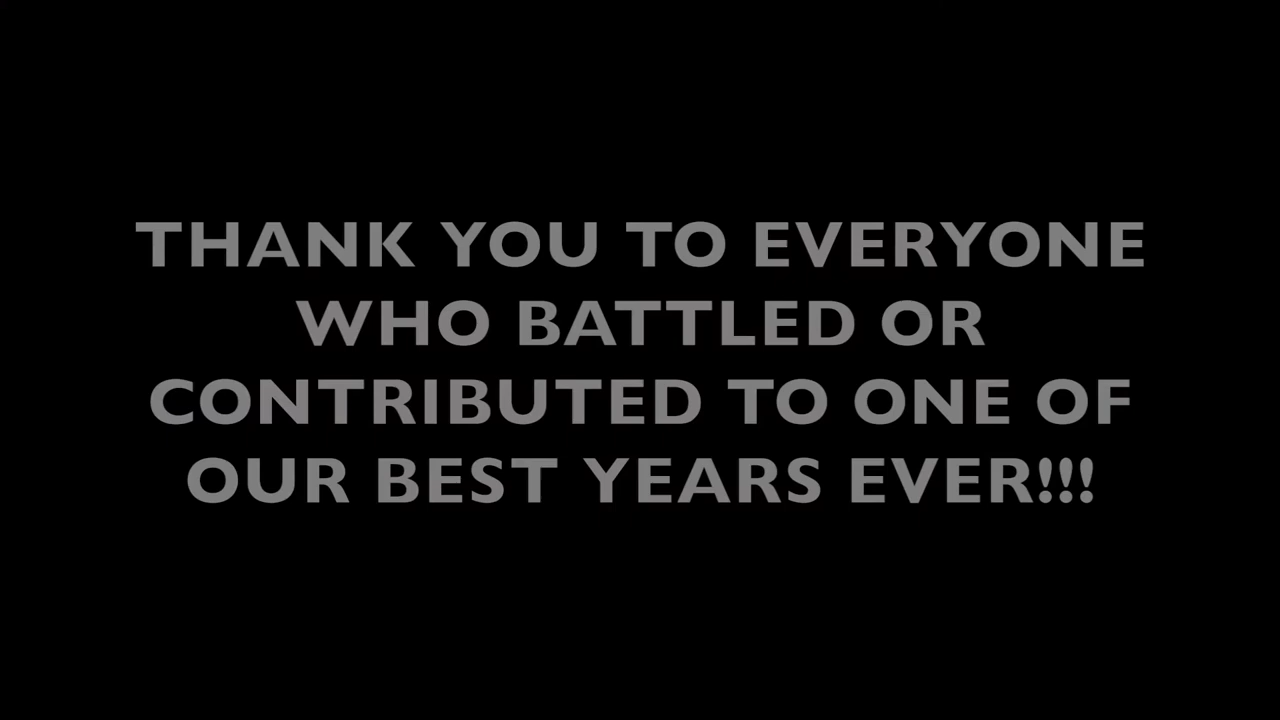 THANK YOU TO EVERYONE
WHO BATTLED OR
CONTRIBUTED TO ONE OF
OUR BEST YEARS EVER!!!